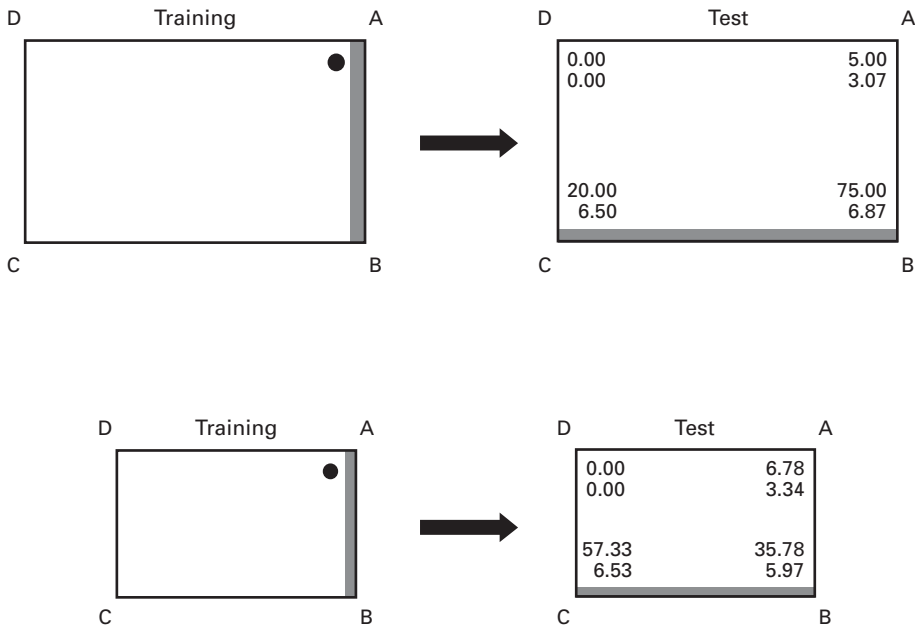 D Training A
D Test A
0.00 5.00
0.00 3.07
20.00 75.00
6.50 6.87
C B
C B
D Training A
D Test A
0.00 6.78
0.00 3.34
57.33 35.78
6.53 5.97
C B
C B